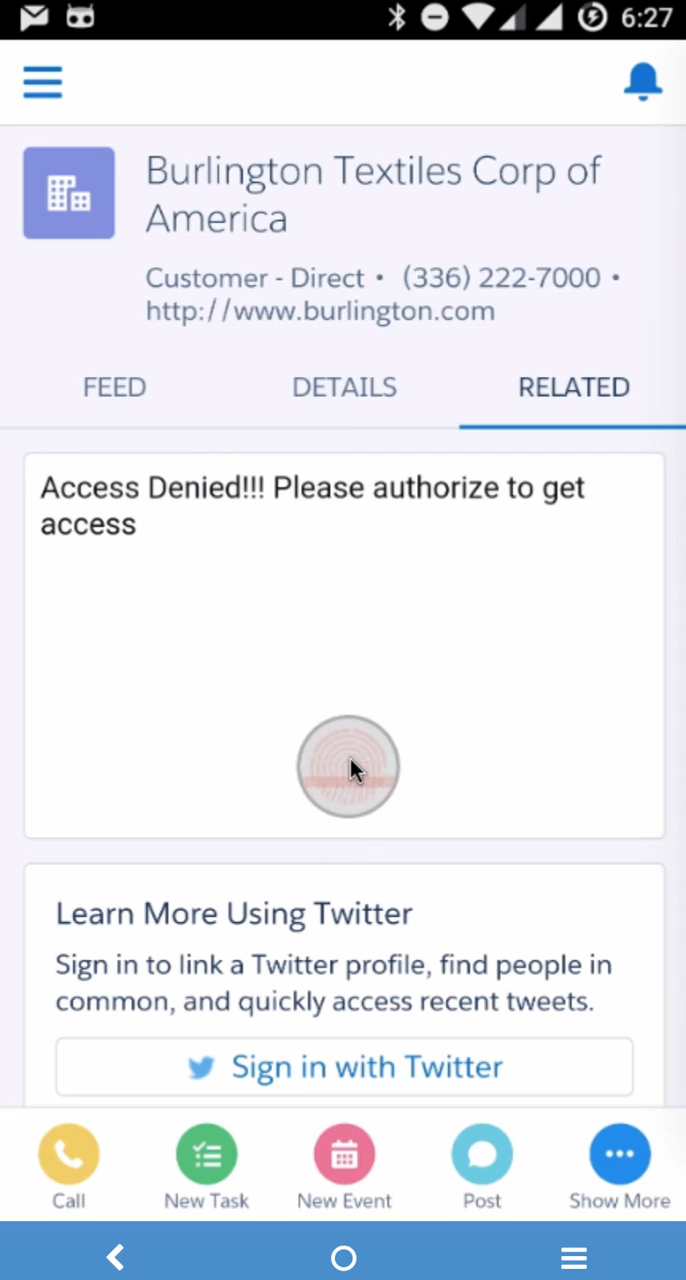 6:27
Burlington Textiles Corp of
America
Customer - Direct • (336) 222-7000 •
http://www.burlington.com
FEED DETAILS RELATED
Access Denied!!! Please authorize to get
access
Learn More Using Twitter
Sign in to link a Twitter profile, find people in
common, and quickly access recent tweets.
Sign in with Twitter
Call New Task New Event Post Show More